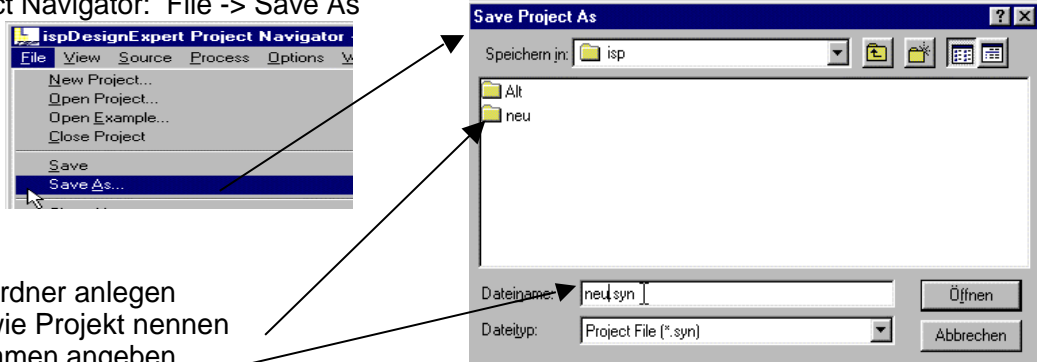 ct Navigator: File -> Save As
ispDesignExpert Project Navigator -
File View Source Process Options
New Project...
Open Project...
Open Example...
Close Project
Save
Save As...
Save Project As
Speichern in: isp
Alt
neu
Dateiname: neu.syn
Öffnen
Dateityp: Project File (*.syn)
Abbrechen
rdner anlegen
wie Projekt nennen
amen angeben